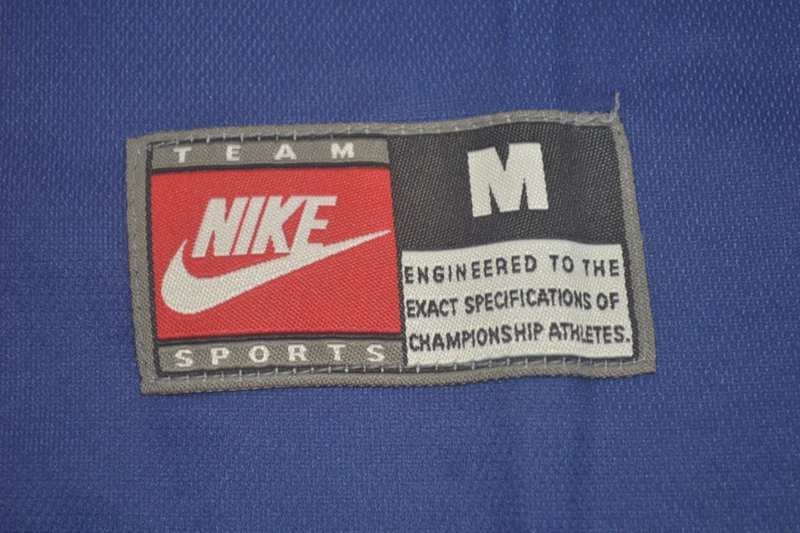 TEAM
NIKE
SPORTS
M
ENGINEERED TO THE
EXACT SPECIFICATIONS OF
CHAMPIONSHIP ATHLETES.